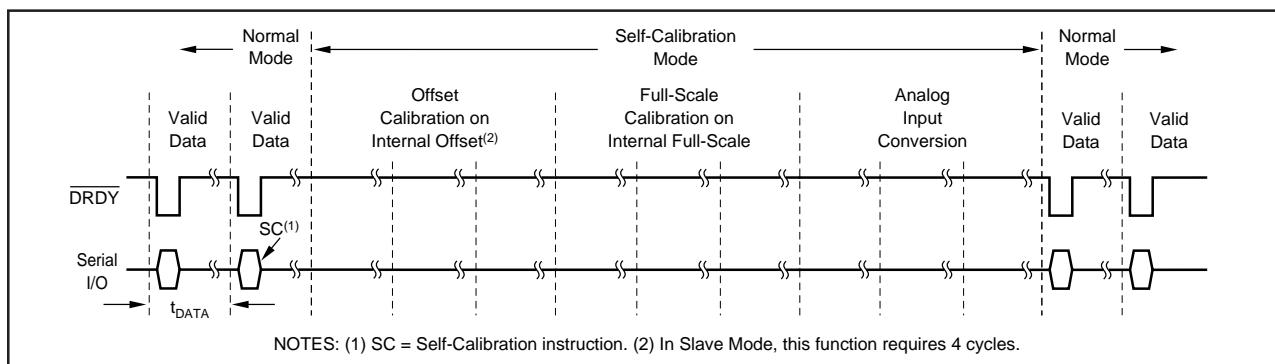 Normal
Mode
Self-Calibration
Mode
Normal
Mode
Valid
Data
Valid
Data
Offset
Calibration on
Internal Offset(2)
Full-Scale
Calibration on
Internal Full-Scale
Analog
Input
Conversion
Valid
Data
Valid
Data
DRDY
SC(1)
Serial
I/O
tDATA
NOTES: (1) SC = Self-Calibration instruction. (2) In Slave Mode, this function requires 4 cycles.